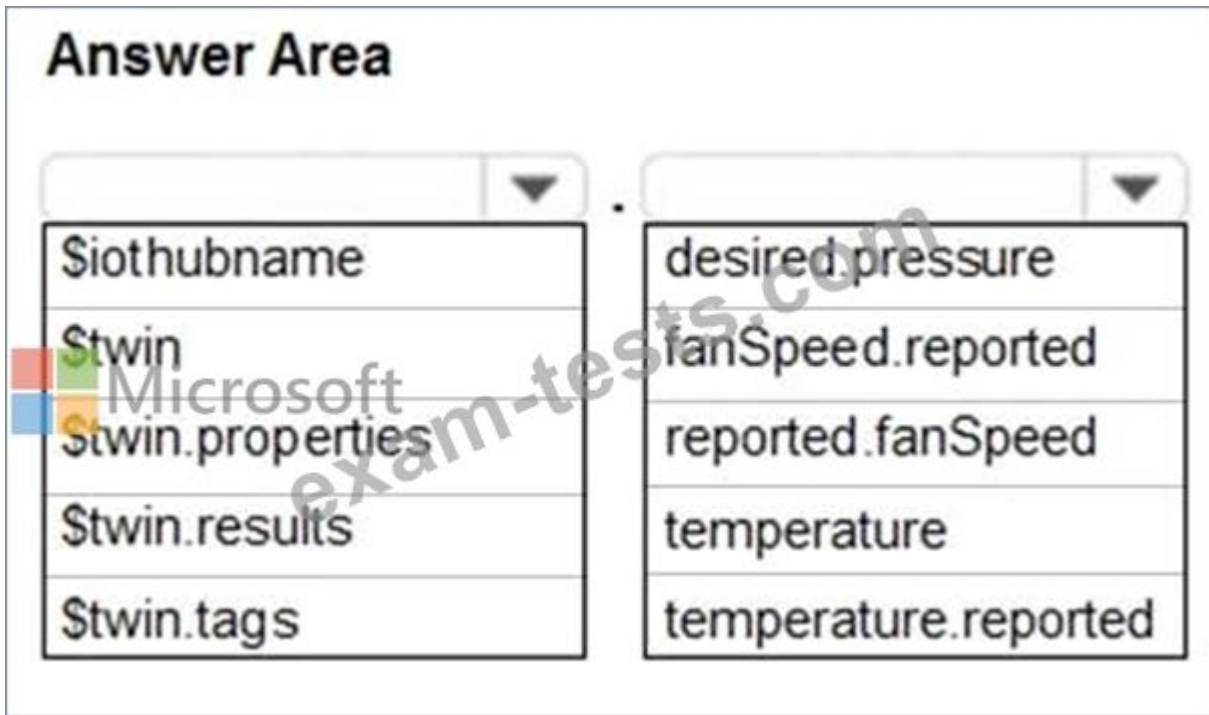 Answer Area
.
$iothubname
$twin
$twin.properties
$twin.results
$twin.tags
desired.pressure
fanSpeed.reported
reported.fanSpeed
temperature
temperature.reported
Microsoft
exam-tests.com